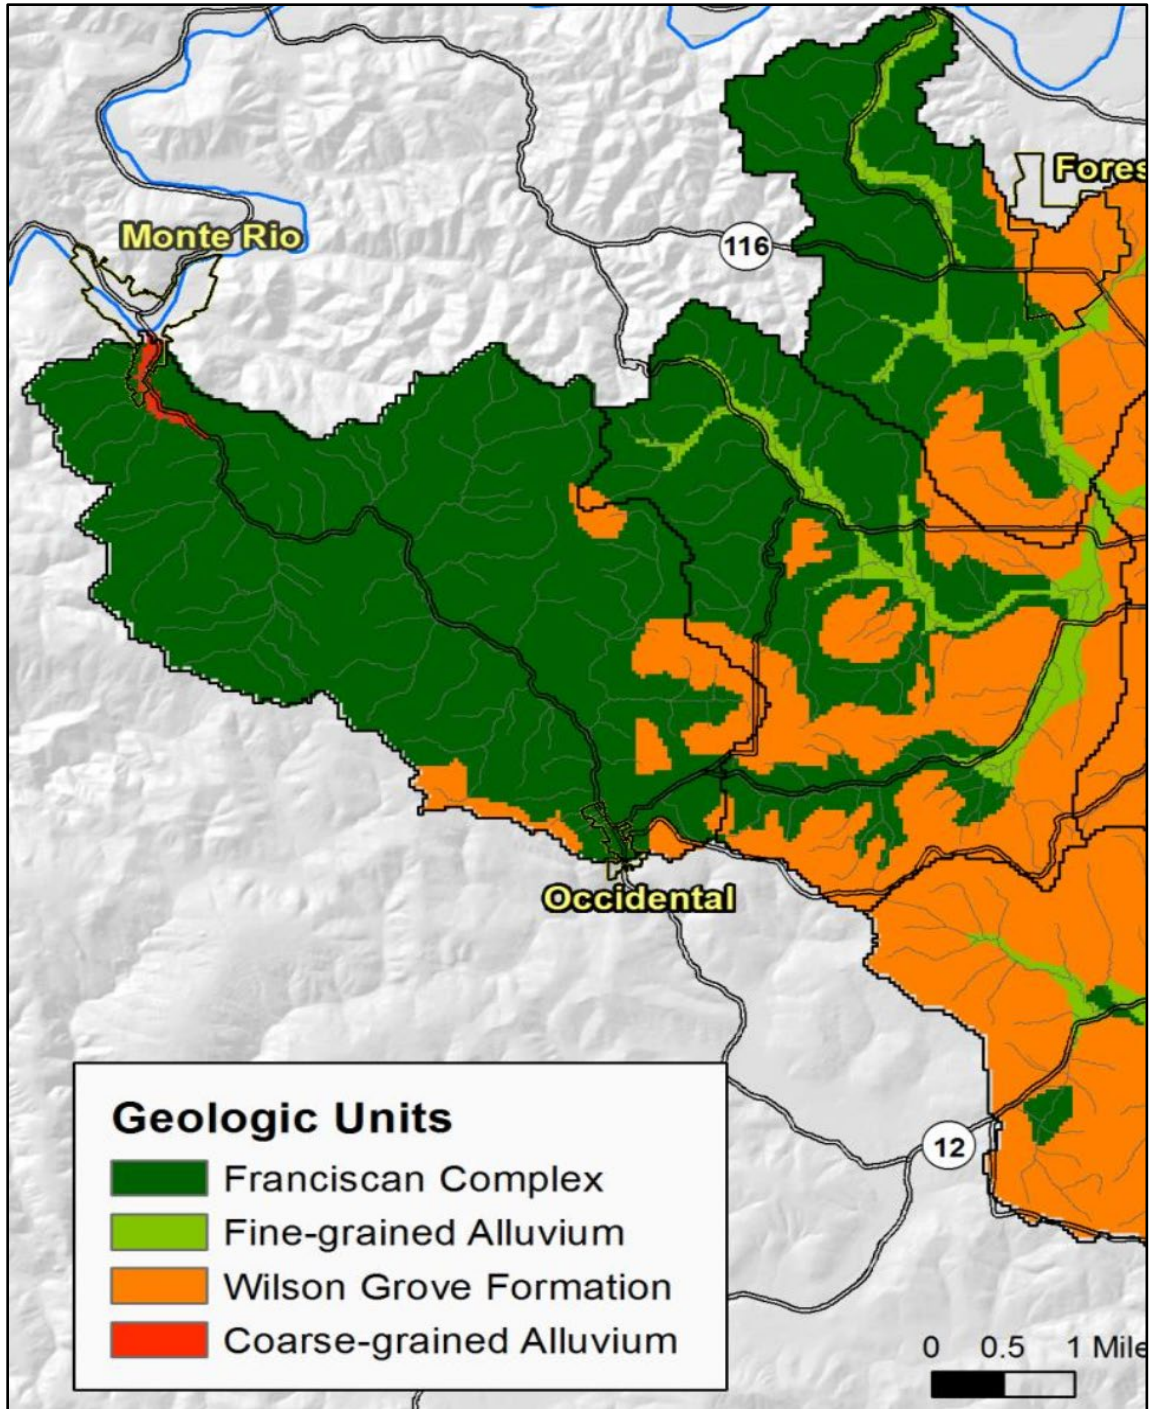 Fores
Monte Rio
116
Occidental
Geologic Units
Franciscan Complex
Fine-grained Alluvium
Wilson Grove Formation
Coarse-grained Alluvium
12
0 0.5 1 Mile